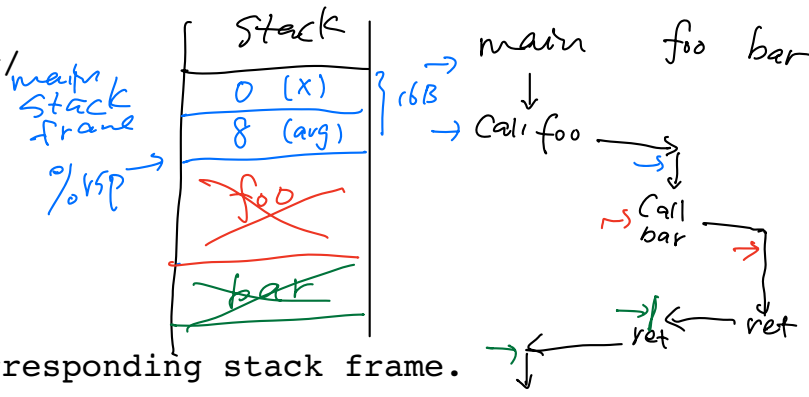 Stack
main foo bar
main
stack
frame
0 (x)
16B
8 (avg)
Call foo
%rsp
foo
Call
bar
bar
ret
ret
responding stack frame.